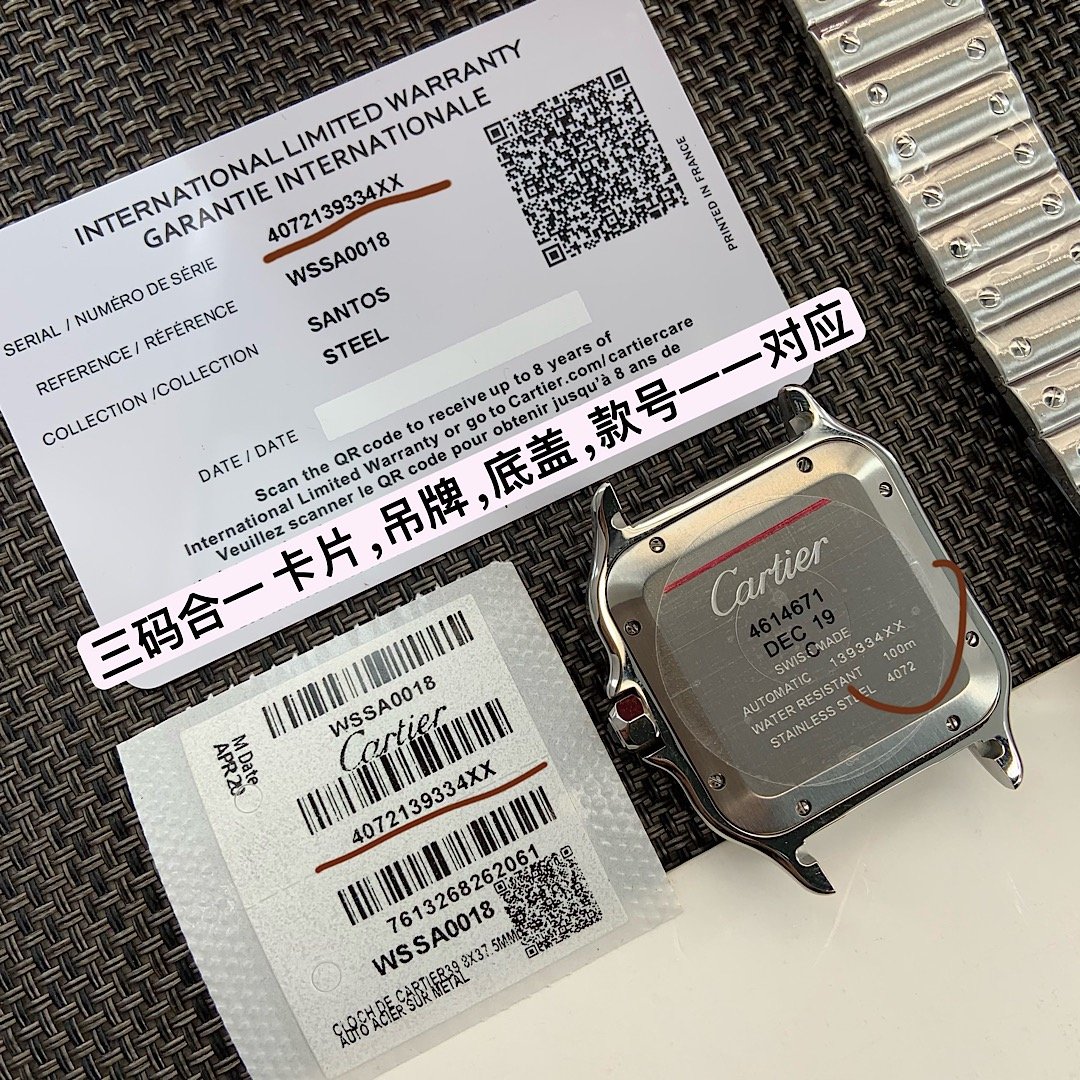 INTERNATIONAL LIMITED WARRANTY
GARANTIE INTERNATIONALE
SERIAL / NUMÉRO DE SÉRIE 4072139334XX
REFERENCE / RÉFÉRENCE WSSA0018
COLLECTION /COLLECTION SANTOS
STEEL
DATE / DATE
Scan the QR code to receive up to 8 years of
International Limited Warranty or go to Cartier.com/cartiercare
Veuillez scanner le QR code pour obtenir jusqu'à 8 ans de
PRINTED IN FRANCE
三码合一卡片,吊牌,底盖,款号一一对应
WSSA0018
Cartier
M Date
APR 20
4072139334XX
7613268262061
WSSA0018
CLOCH DE CARTIER39.8X37.5MM
AUTO ACIER SUR METAL
Cartier
4614671
DEC 19
C
SWISS MADE
AUTOMATIC 139334XX
WATER RESISTANT 100m
STAINLESS STEEL 4072